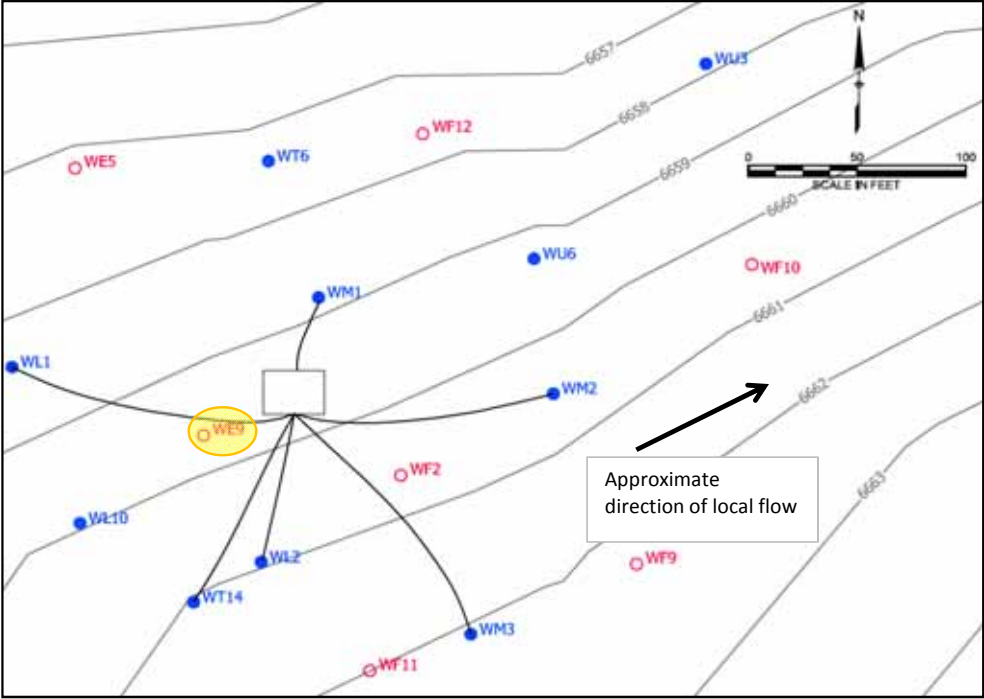 6657
WU3
N
6658
WF12
WE5
WT6
6659
0 50 100
SCALE IN FEET
6660
WU6
WF10
WM1
6661
WL1
WM2
6662
WE9
WF2
Approximate
direction of local flow
6663
WL10
WL2
WF9
WT14
WM3
WF11